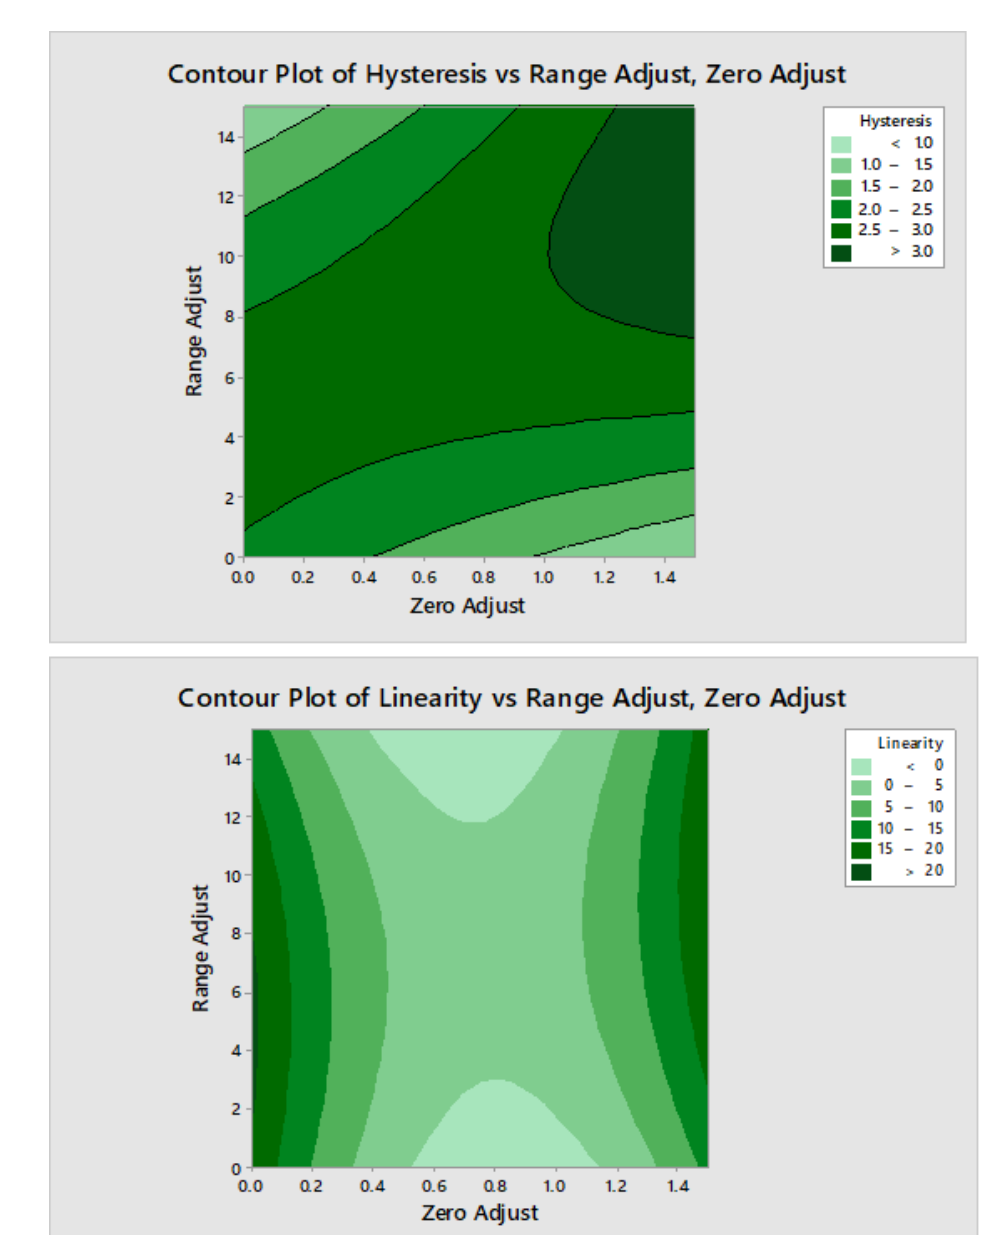 Contour Plot of Hysteresis vs Range Adjust, Zero Adjust
Hysteresis
< 1.0
1.0 – 1.5
1.5 – 2.0
2.0 – 2.5
2.5 – 3.0
> 3.0
Range Adjust
14
12
10
8
6
4
2
0
0.0 0.2 0.4 0.6 0.8 1.0 1.2 1.4
Zero Adjust
Contour Plot of Linearity vs Range Adjust, Zero Adjust
Linearity
< 0
0 – 5
5 – 10
10 – 15
15 – 20
> 20
Range Adjust
14
12
10
8
6
4
2
0
0.0 0.2 0.4 0.6 0.8 1.0 1.2 1.4
Zero Adjust